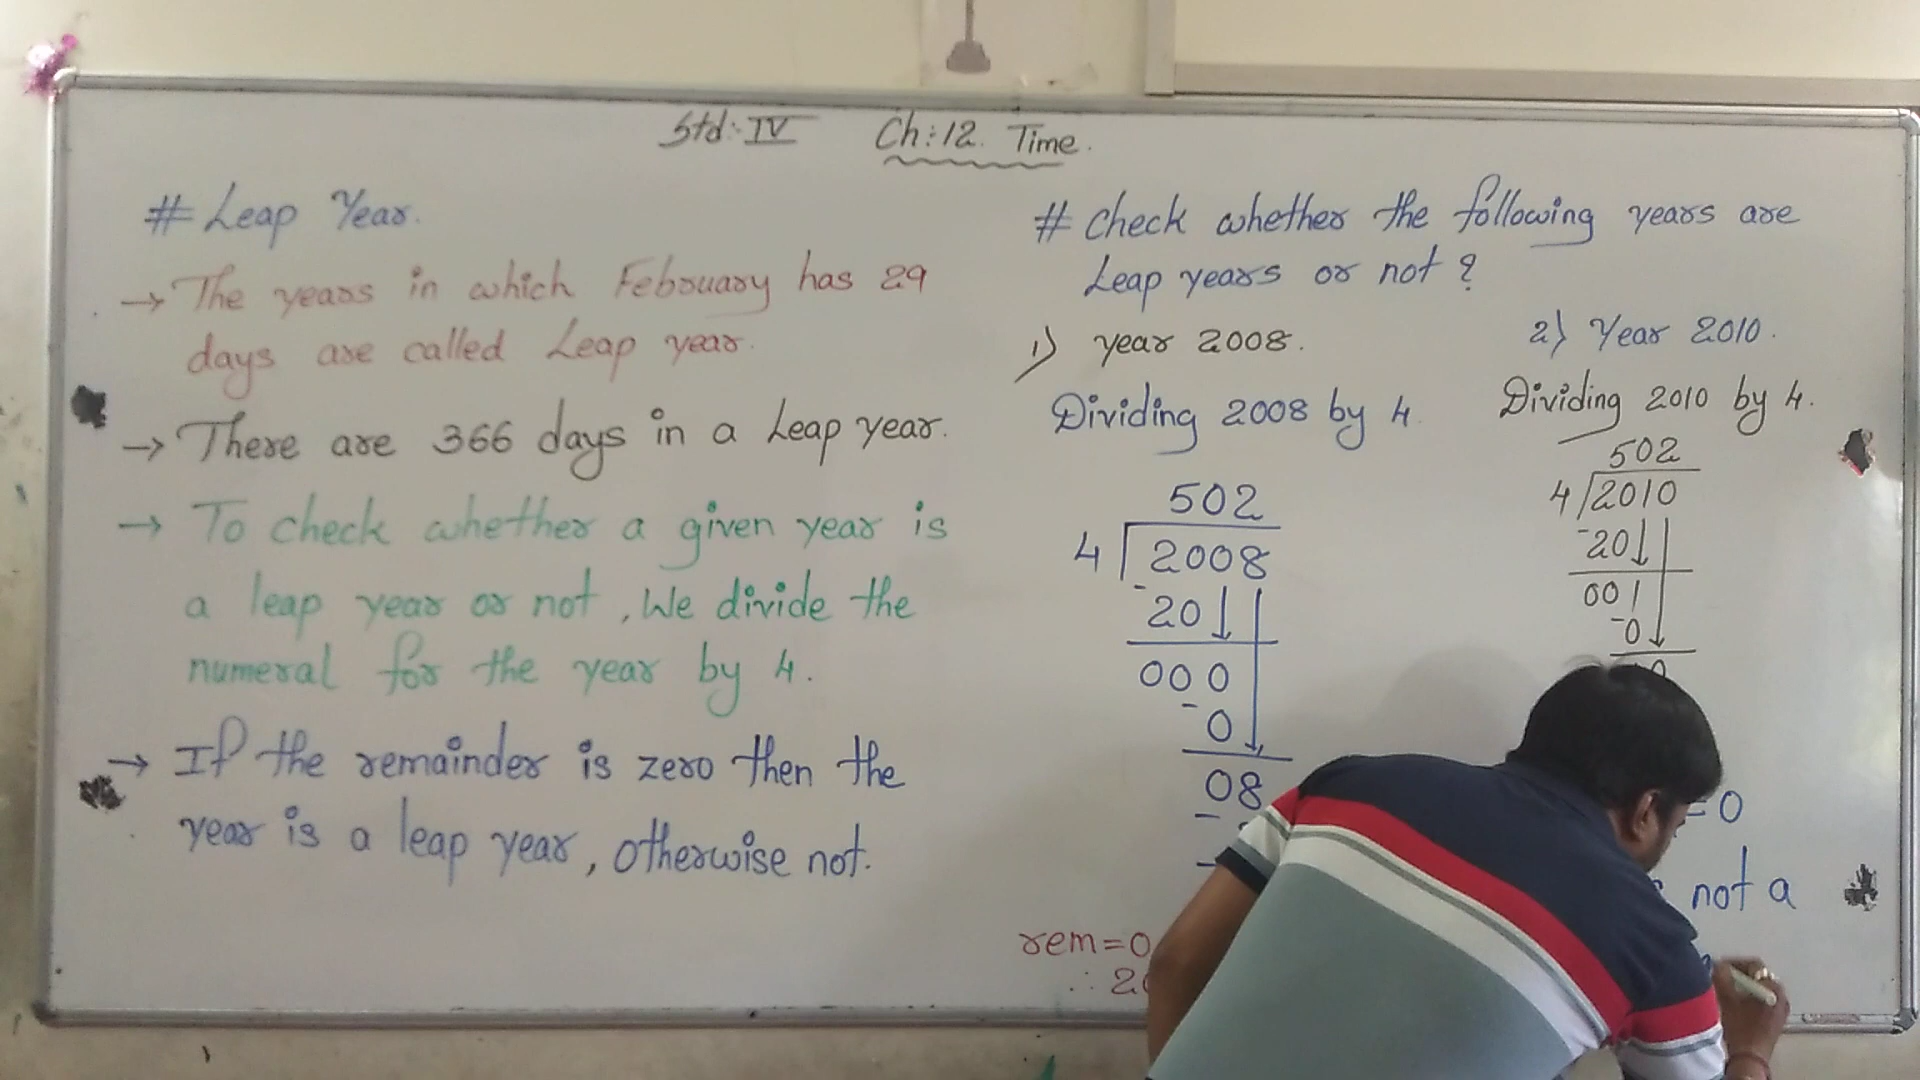 Std:- IV Ch:12. Time.
# Leap Year.
→ The years in which February has 29
days are called Leap year.
→ There are 366 days in a Leap year.
→ To check whether a given year is
a leap year or not, We divide the
numeral for the year by 4.
→ If the remainder is zero then the
year is a leap year, otherwise not.
# Check whether the following years are
Leap years or not?
1) year 2008.
Dividing 2008 by 4.
502
4 2008
- 20↓
000
- 0
08
-
rem=0
∴ 20
2) Year 2010.
Dividing 2010 by 4.
502
4 2010
- 20↓
001
- 0
0
=0
not a